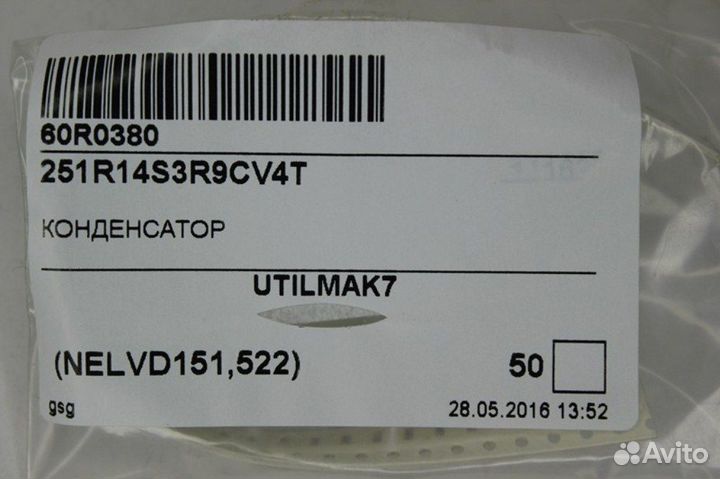 60R0380
251R14S3R9CV4T
КОНДЕНСАТОР
UTILMAK7
(NELVD151,522) 50
gsg 28.05.2016 13:52
Avito